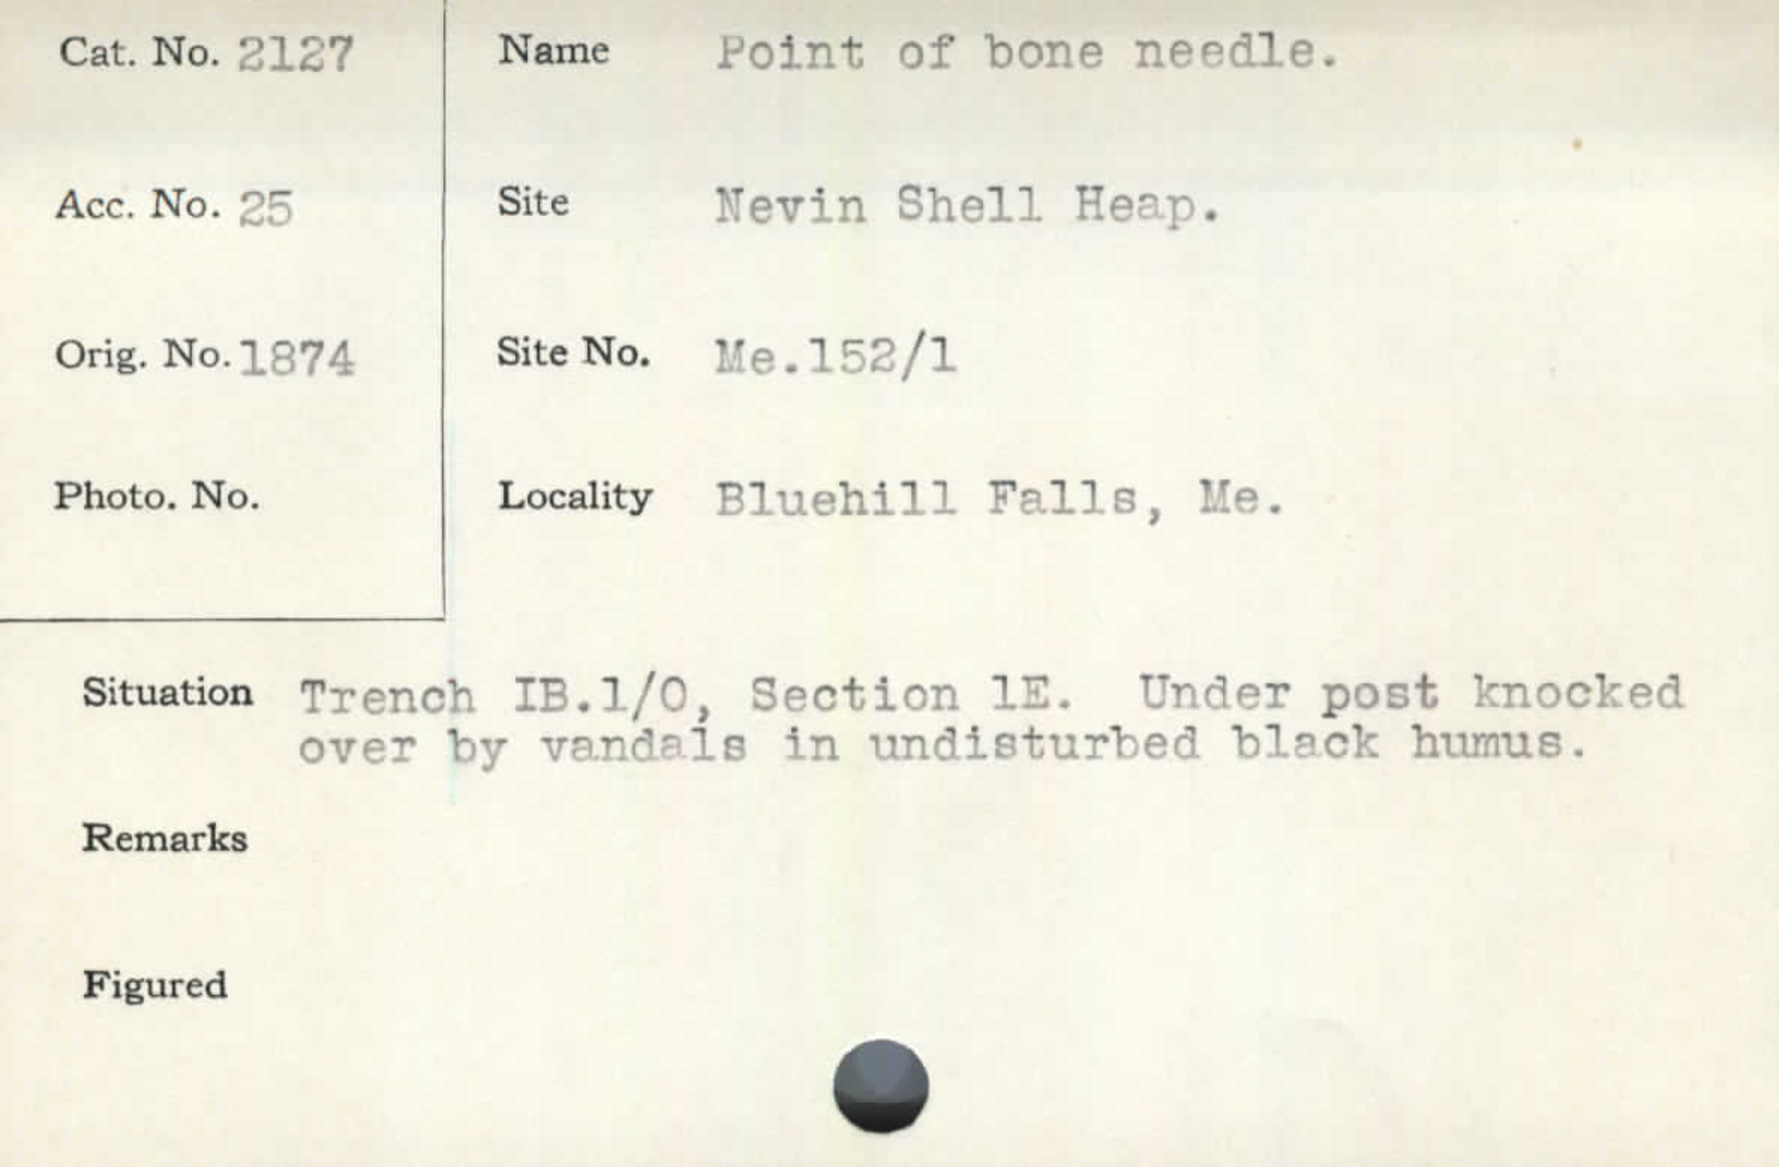 Cat. No. 2127
Name Point of bone needle.
Acc. No. 25
Site Nevin Shell Heap.
Orig. No. 1874
Site No. Me.152/1
Photo. No.
Locality Bluehill Falls, Me.
Situation Trench IB.1/0, Section 1E. Under post knocked
over by vandals in undisturbed black humus.
Remarks
Figured